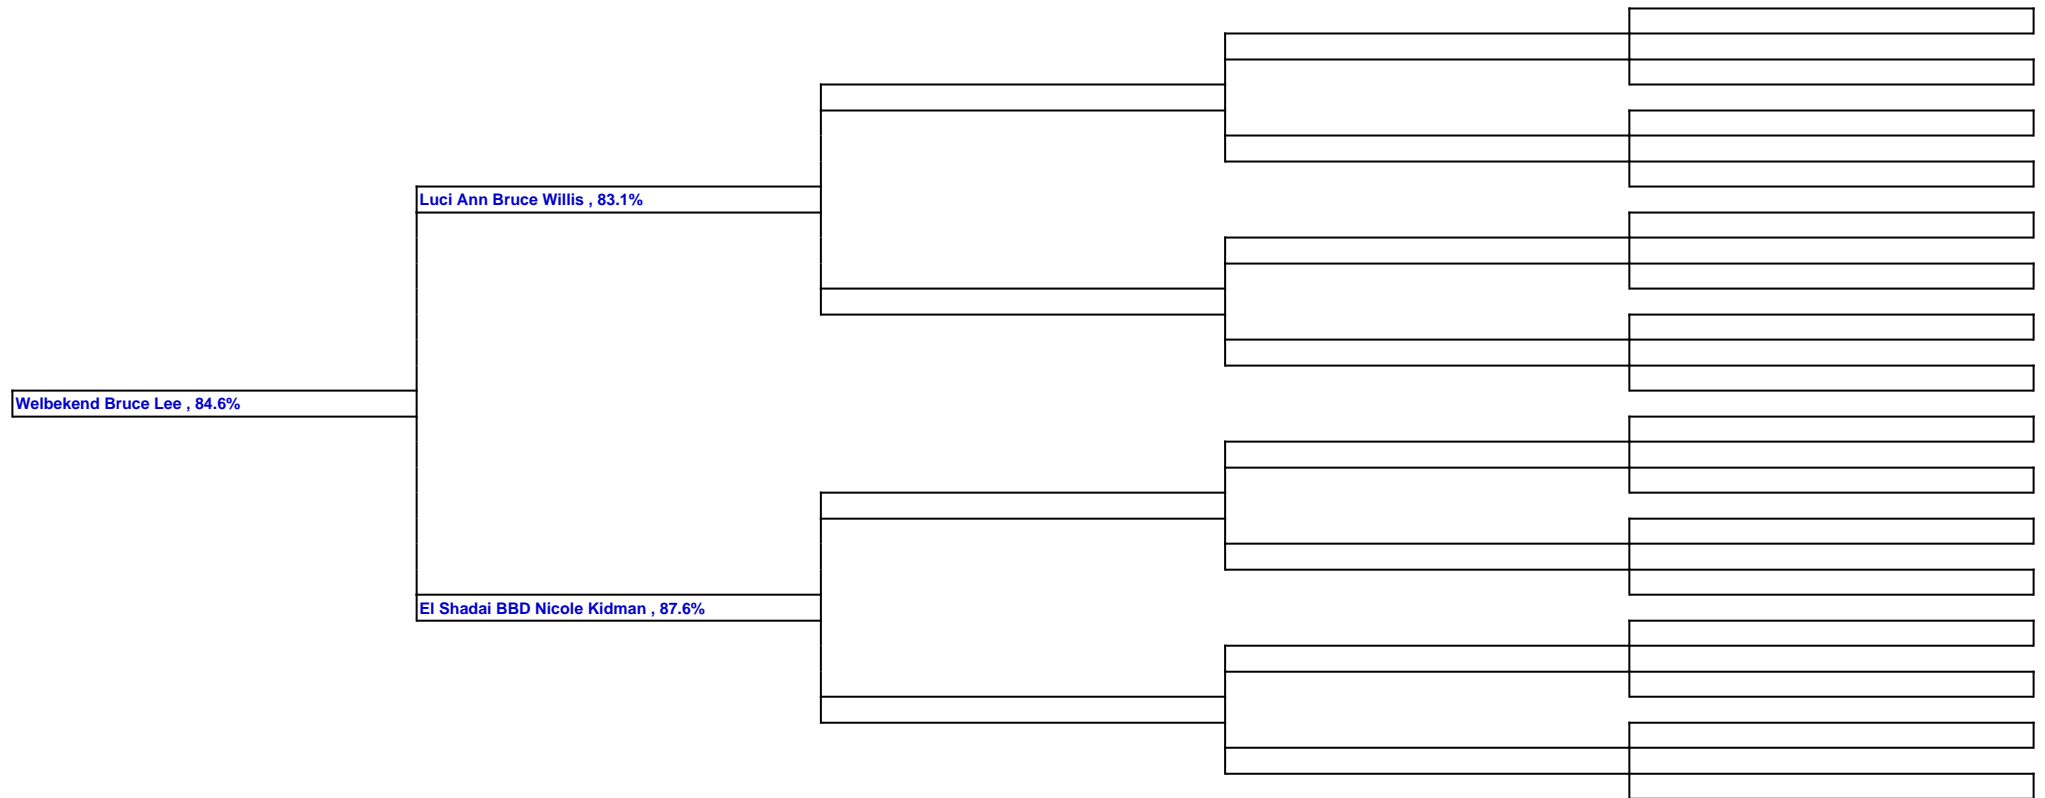 Luci Ann Bruce Willis , 83.1%
Welbekend Bruce Lee , 84.6%
El Shadai BBD Nicole Kidman , 87.6%